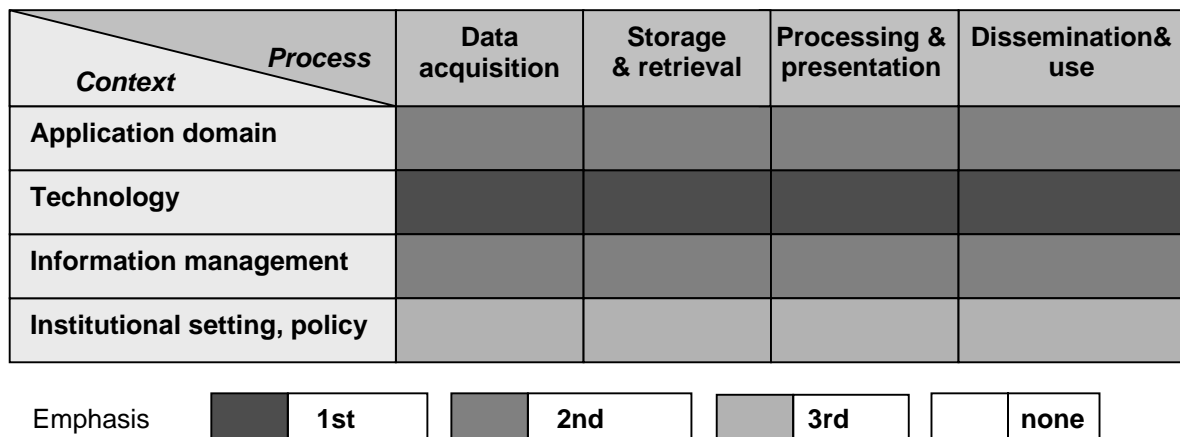 Process
Context
Data
acquisition
Storage
& retrieval
Processing &
presentation
Dissemination&
use
Application domain
Technology
Information management
Institutional setting, policy
Emphasis 1st 2nd 3rd none